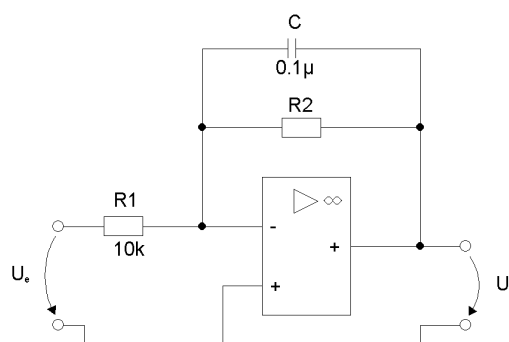 C
0.1µ
R2
R1
10k
▷ ∞
-
+
+
Uₑ
U